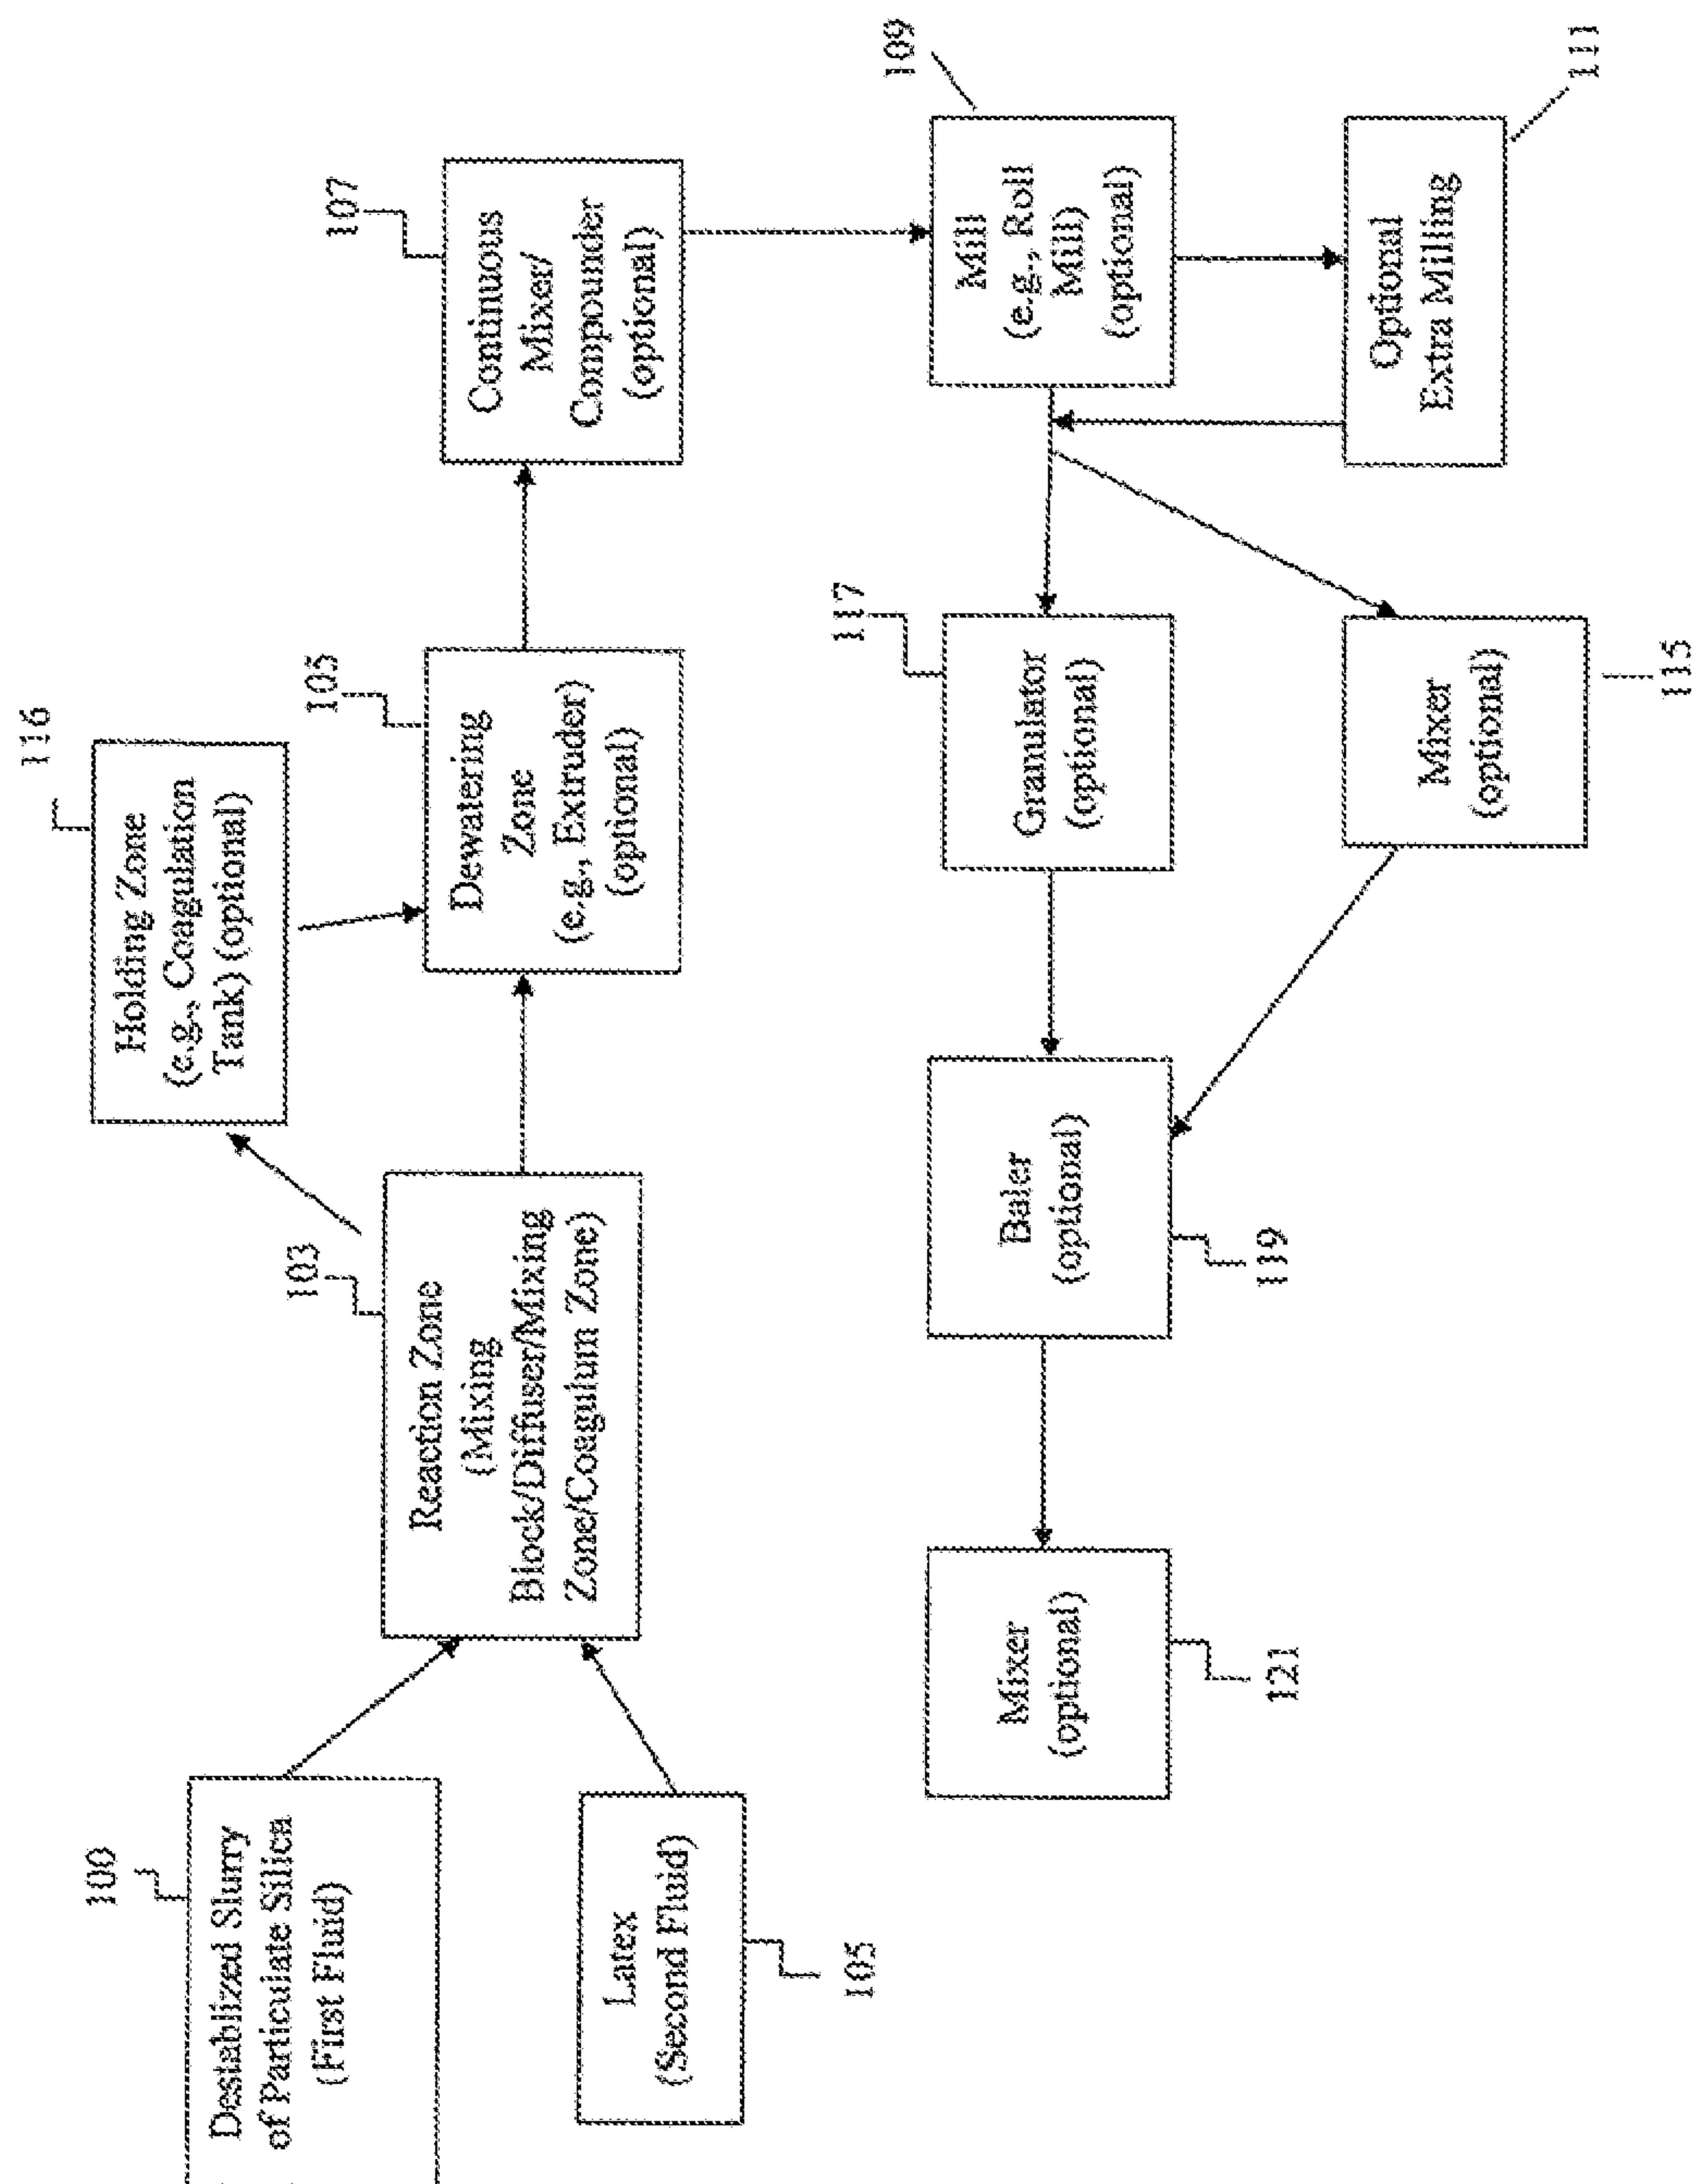 100
Destablized Slurry
of Particulate Silica
(First Fluid)
Latex
(Second Fluid)
105
103
Reaction Zone
(Mixing
Block/Diffuser/Mixing
Zone/Coagulum Zone)
116
Holding Zone
(e.g., Coagulation
Tank) (optional)
105
Dewatering
Zone
(e.g., Extruder)
(optional)
107
Continuous
Mixer/
Compounder
(optional)
109
Mill
(e.g., Roll
Mill)
(optional)
Optional
Extra Milling
111
117
Granulator
(optional)
Mixer
(optional)
115
Baler
(optional)
119
Mixer
(optional)
121